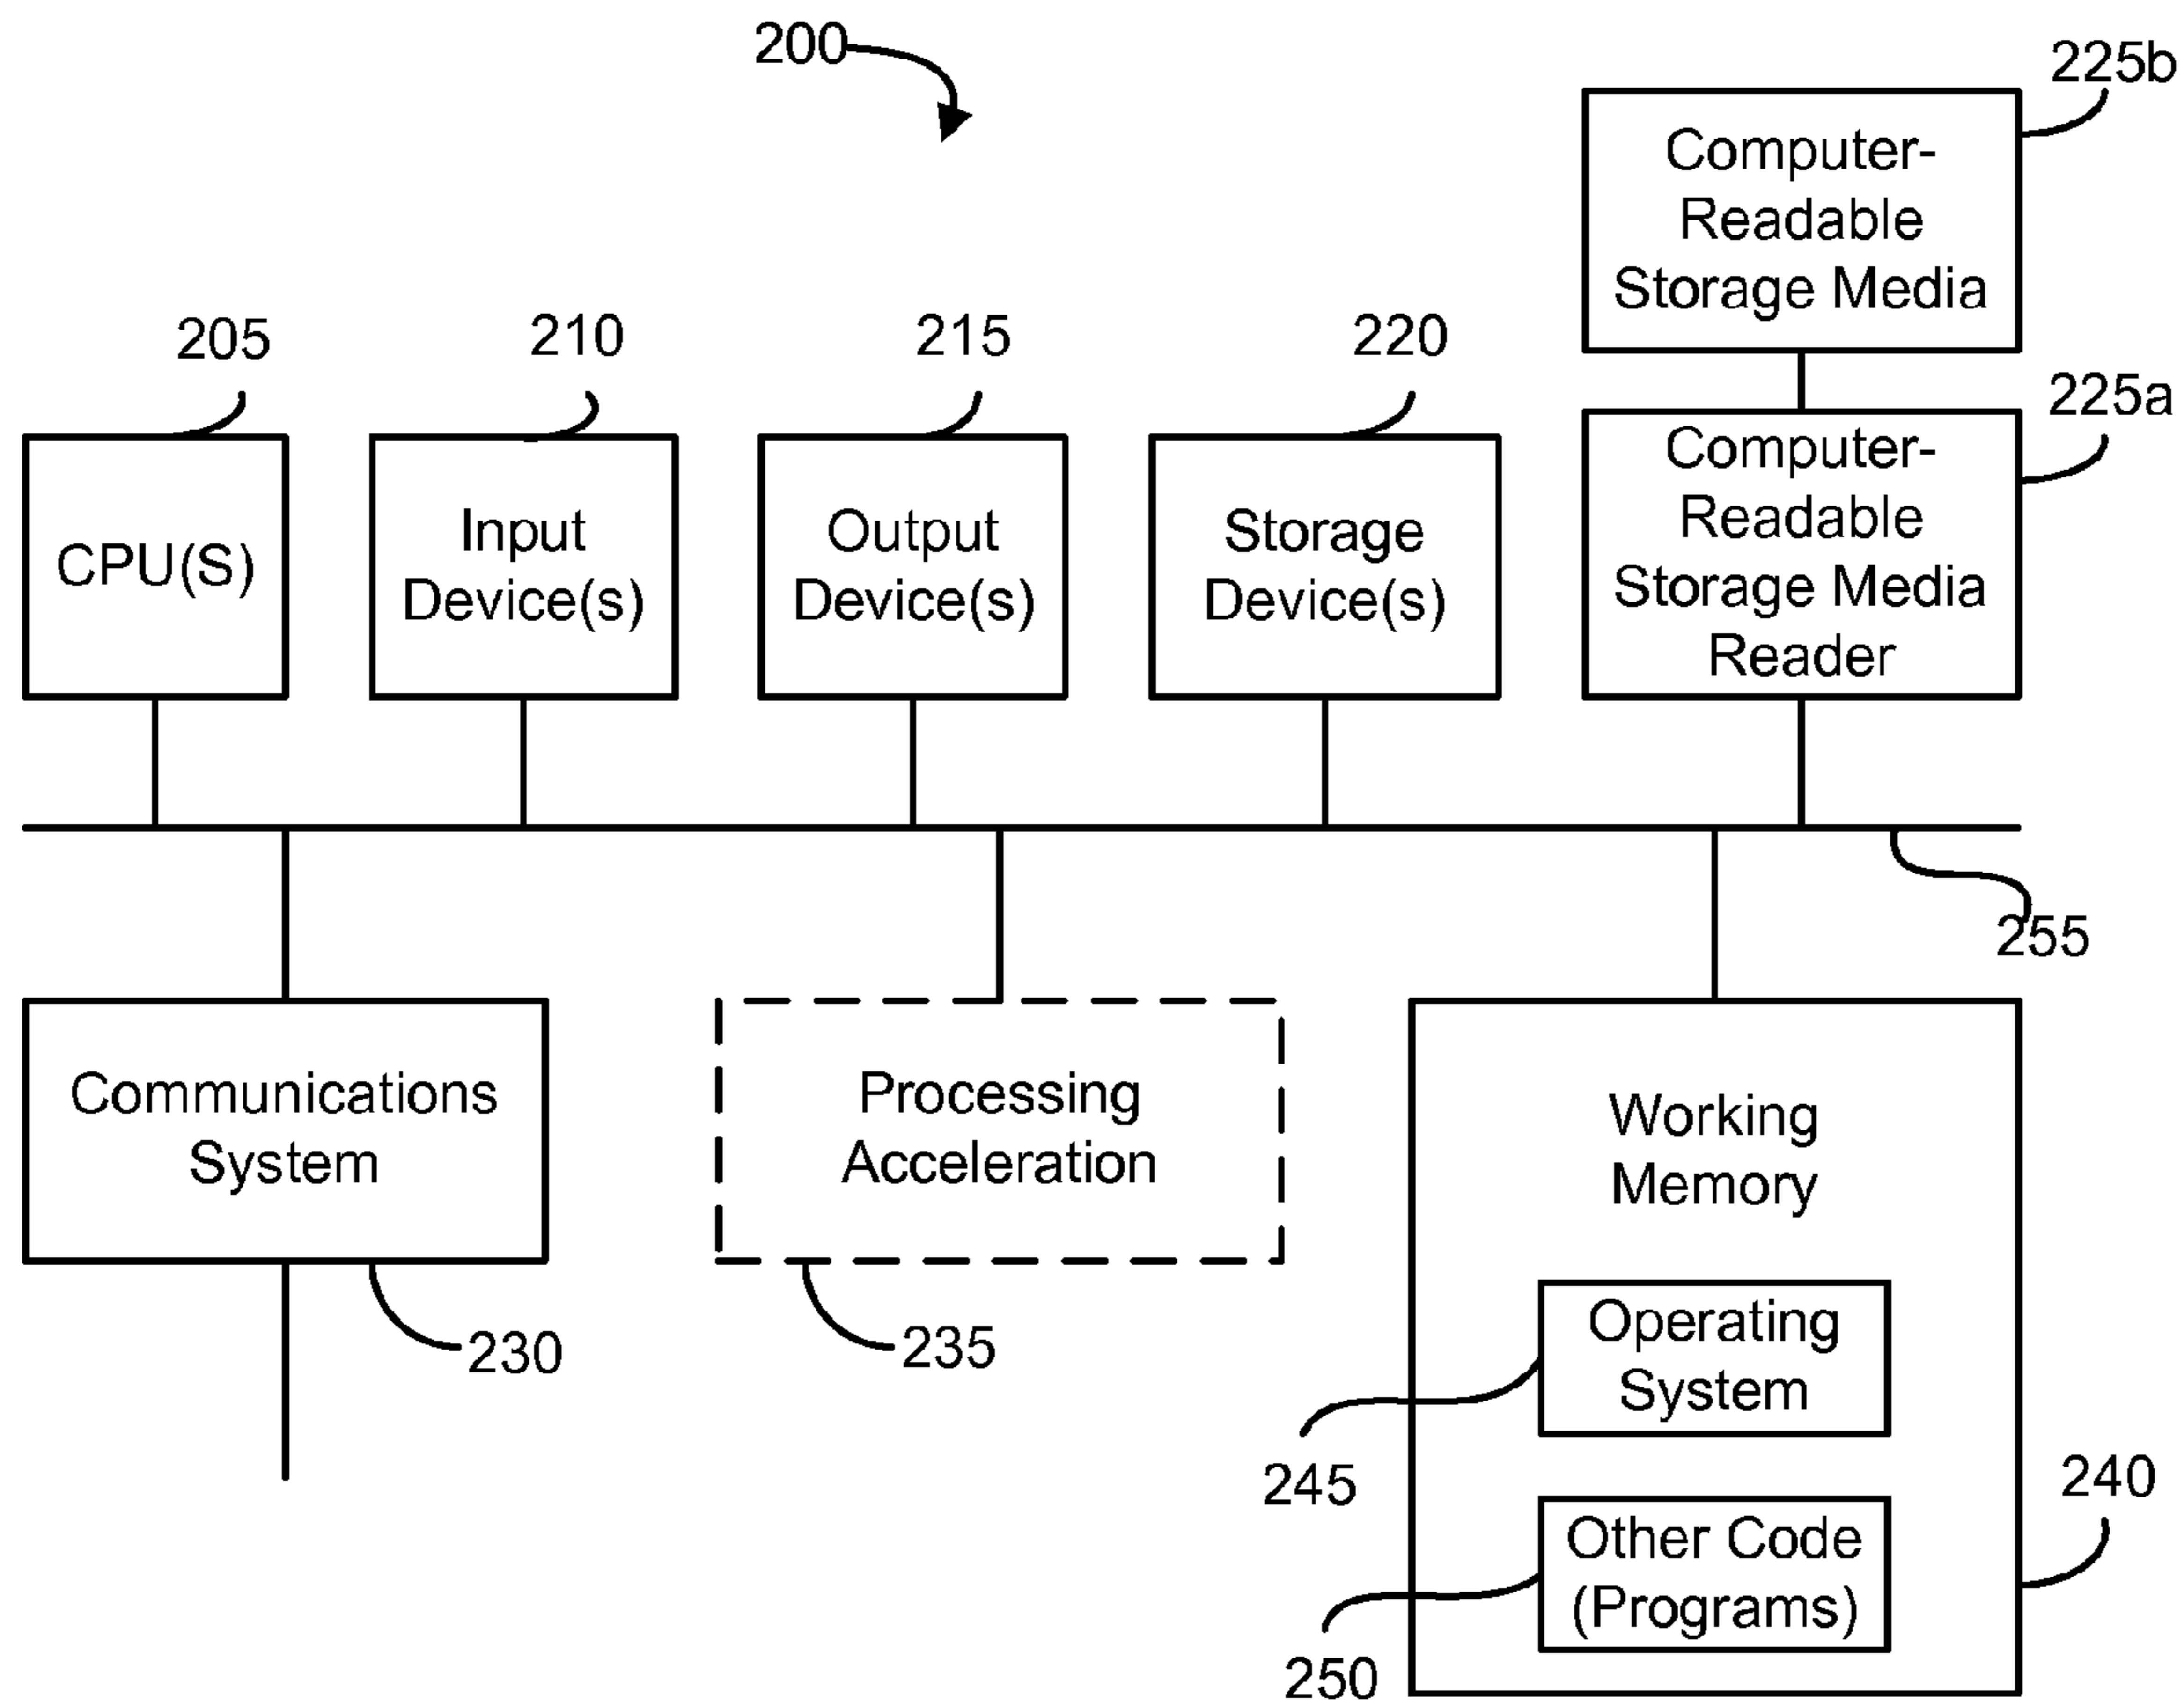 200
225b
Computer-
Readable
Storage Media
205
210
215
220
225a
CPU(S)
Input
Device(s)
Output
Device(s)
Storage
Device(s)
Computer-
Readable
Storage Media
Reader
255
Communications
System
230
Processing
Acceleration
235
Working
Memory
Operating
System
245
240
Other Code
(Programs)
250